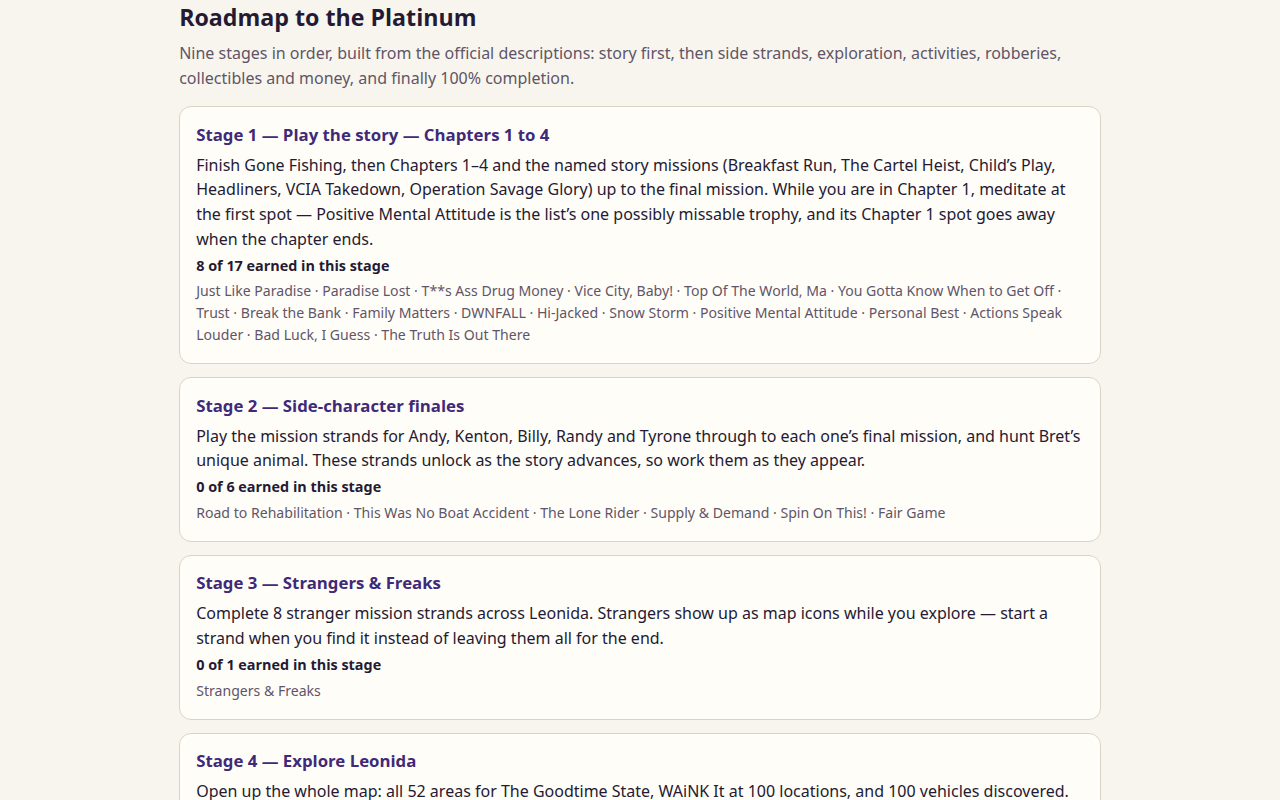 Roadmap to the Platinum
Nine stages in order, built from the official descriptions: story first, then side strands, exploration, activities, robberies,
collectibles and money, and finally 100% completion.
Stage 1 — Play the story — Chapters 1 to 4
Finish Gone Fishing, then Chapters 1–4 and the named story missions (Breakfast Run, The Cartel Heist, Child’s Play,
Headliners, VCIA Takedown, Operation Savage Glory) up to the final mission. While you are in Chapter 1, meditate at
the first spot — Positive Mental Attitude is the list’s one possibly missable trophy, and its Chapter 1 spot goes away
when the chapter ends.
8 of 17 earned in this stage
Just Like Paradise · Paradise Lost · T**s Ass Drug Money · Vice City, Baby! · Top Of The World, Ma · You Gotta Know When to Get Off ·
Trust · Break the Bank · Family Matters · DWNFALL · Hi-Jacked · Snow Storm · Positive Mental Attitude · Personal Best · Actions Speak
Louder · Bad Luck, I Guess · The Truth Is Out There
Stage 2 — Side-character finales
Play the mission strands for Andy, Kenton, Billy, Randy and Tyrone through to each one’s final mission, and hunt Bret’s
unique animal. These strands unlock as the story advances, so work them as they appear.
0 of 6 earned in this stage
Road to Rehabilitation · This Was No Boat Accident · The Lone Rider · Supply & Demand · Spin On This! · Fair Game
Stage 3 — Strangers & Freaks
Complete 8 stranger mission strands across Leonida. Strangers show up as map icons while you explore — start a
strand when you find it instead of leaving them all for the end.
0 of 1 earned in this stage
Strangers & Freaks
Stage 4 — Explore Leonida
Open up the whole map: all 52 areas for The Goodtime State, WAiNK It at 100 locations, and 100 vehicles discovered.